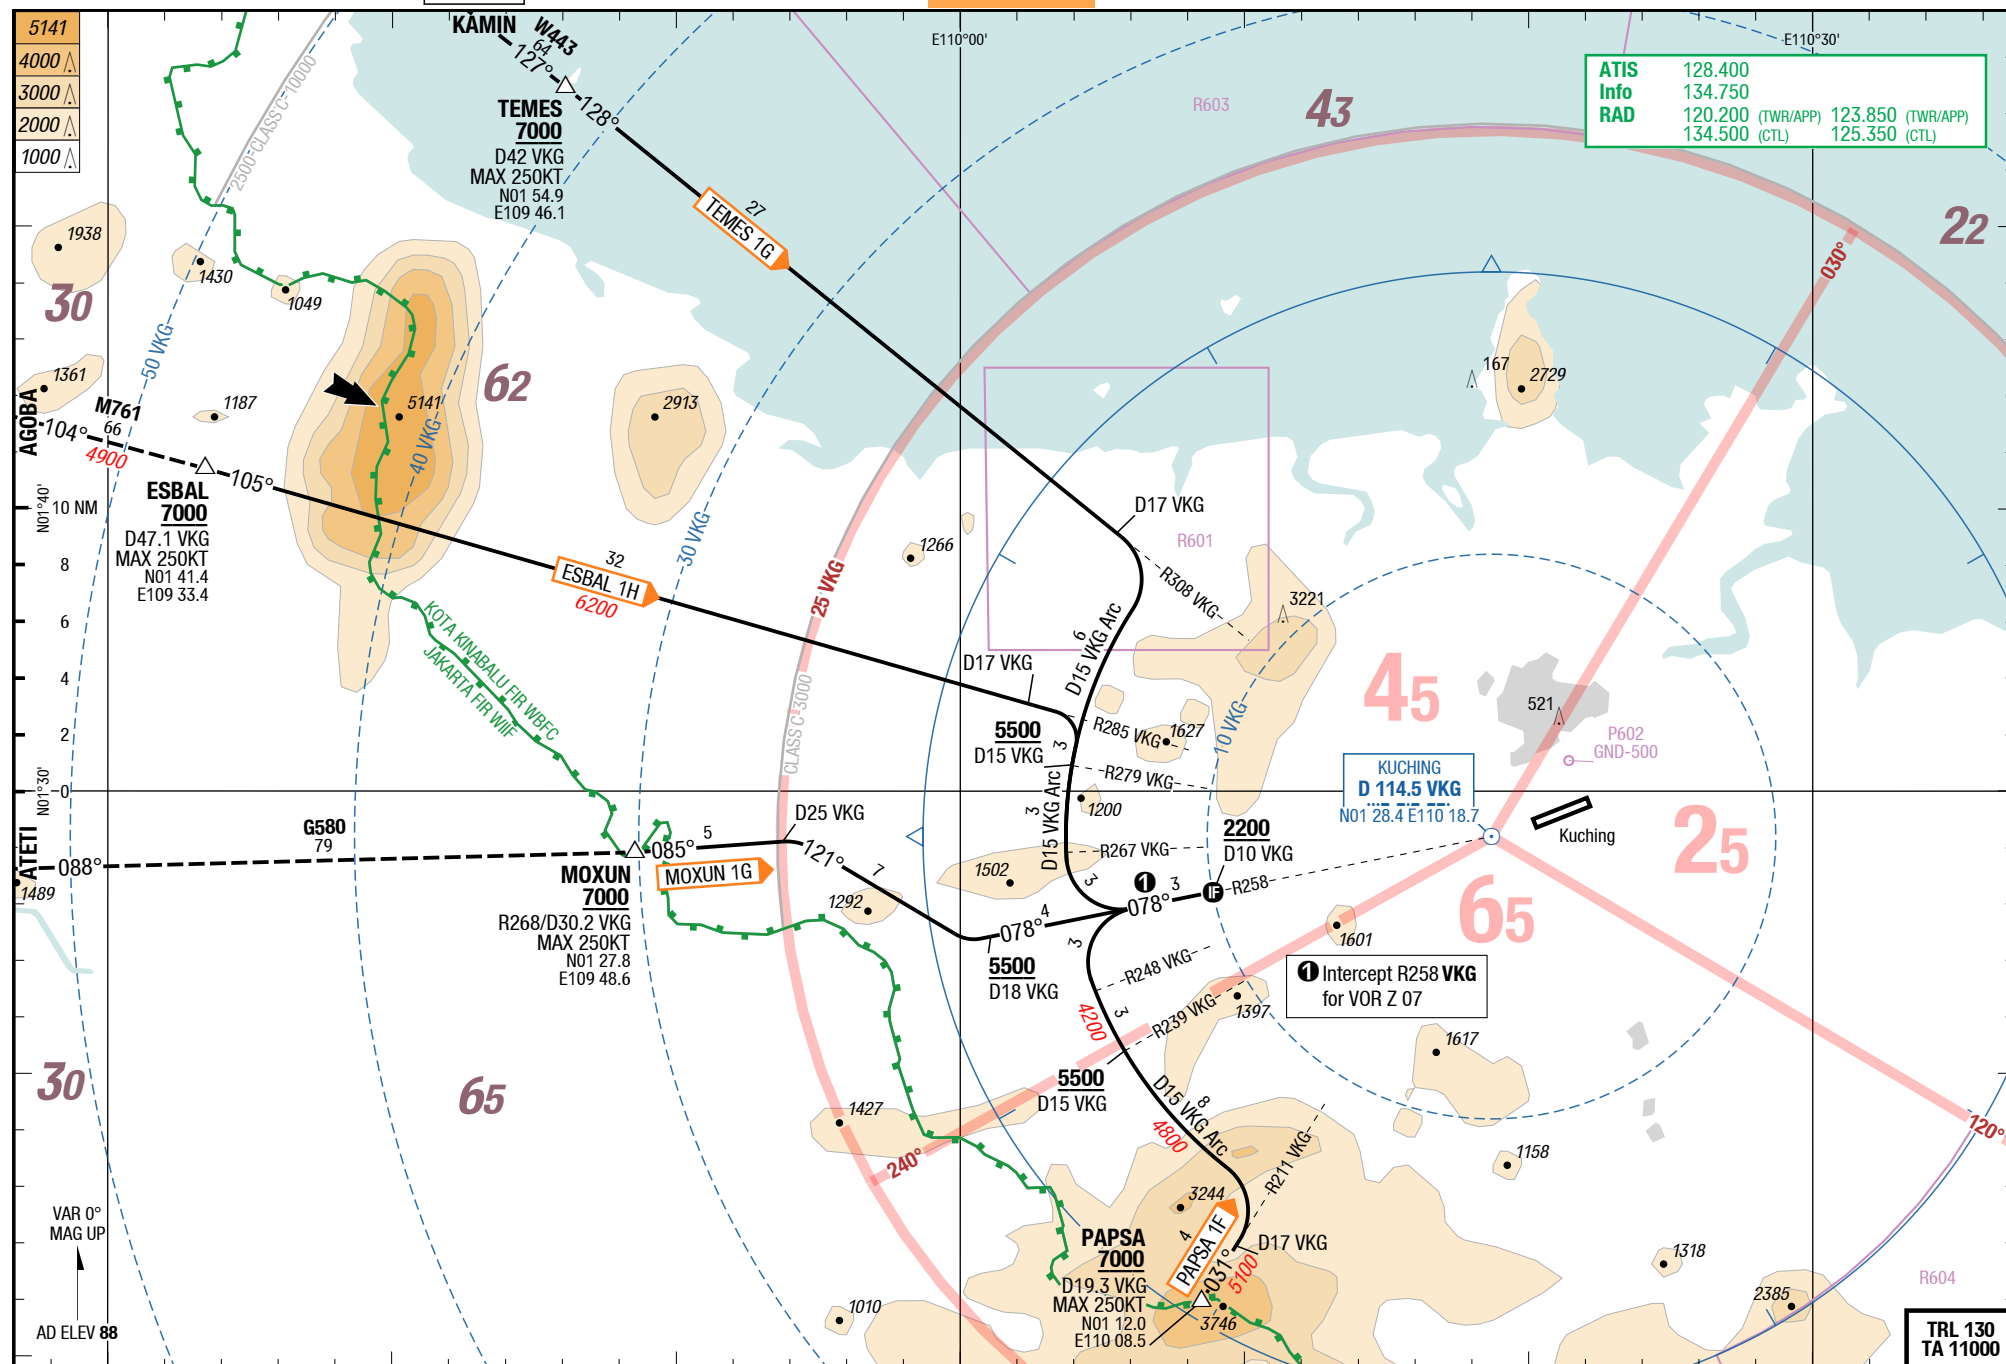 5141
4000
3000
2000
1000
KAMIN
W443
64
127°
TEMES
7000
D42 VKG
MAX 250KT
N01 54.9
E109 46.1
128°
27
TEMES 1G
2500-CLASS C-10000
E110°00'
E110°30'
R603
43
22
ATIS 128.400
Info 134.750
RAD 120.200 (TWR/APP) 123.850 (TWR/APP)
134.500 (CTL) 125.350 (CTL)
030°
1938
1430
1049
30
62
50 VKG
1361
1187
5141
40 VKG
2913
30 VKG
167
2729
AGOBA
M761
66
104°
4900
105°
ESBAL
7000
D47.1 VKG
MAX 250KT
N01 41.4
E109 33.4
N01°40'
10 NM
8
6
4
2
0
N01°30'
32
ESBAL 1H
6200
25 VKG
1266
D17 VKG
R601
R308 VKG
3221
6
D15 VKG Arc
KOTA KINABALU FIR WBFC
JAKARTA FIR WIIF
CLASS C-3000
D17 VKG
5500
D15 VKG
3
R285 VKG
1627
10 VKG
R279 VKG
1200
3
D15 VKG Arc
45
521
P602
GND-500
KUCHING
D 114.5 VKG
N01 28.4 E110 18.7
Kuching
25
65
ATETI
088°
1489
G580
79
085°
5
MOXUN 1G
MOXUN
7000
R268/D30.2 VKG
MAX 250KT
N01 27.8
E109 48.6
D25 VKG
121°
7
1292
1502
R267 VKG
2200
D10 VKG
3
1
078°
3
IF
R258
078°
4
5500
D18 VKG
3
R248 VKG
4200
3
R239 VKG
1397
1601
1 Intercept R258 VKG
for VOR Z 07
1617
5500
D15 VKG
30
65
1427
240°
8
D15 VKG Arc
4800
R211 VKG
1158
120°
3244
4
PAPSA 1F
031°
5100
D17 VKG
PAPSA
7000
D19.3 VKG
MAX 250KT
N01 12.0
E110 08.5
3746
1010
1318
2385
R604
VAR 0°
MAG UP
AD ELEV 88
TRL 130
TA 11000